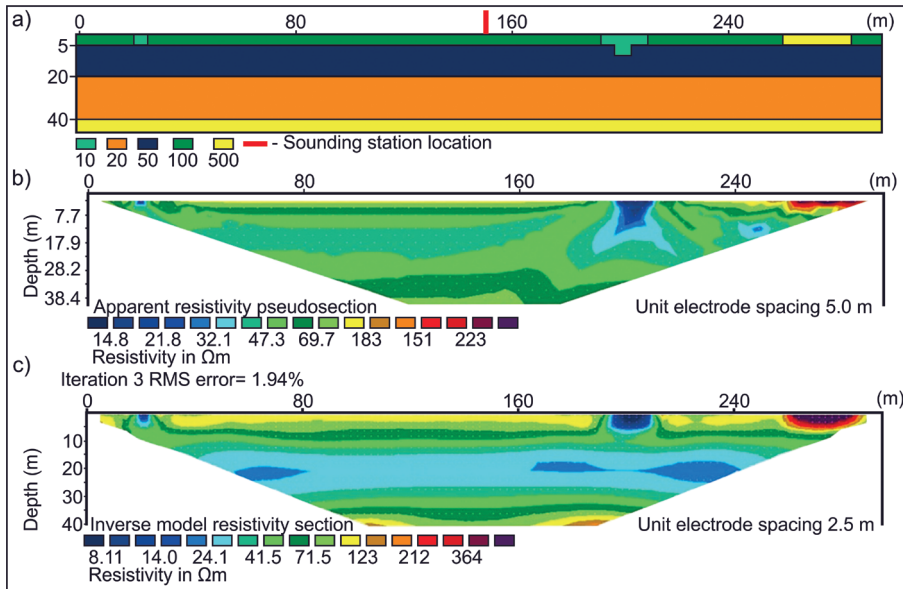 a)
0 80 160 240 (m)
5
20
40
- Sounding station location
10 20 50 100 500
b)
0 80 160 240 (m)
7.7
17.9
28.2
38.4
Depth (m)
Apparent resistivity pseudosection
Unit electrode spacing 5.0 m
14.8 21.8 32.1 47.3 69.7 183 151 223
Resistivity in Ωm
c)
Iteration 3 RMS error= 1.94%
0 80 160 240 (m)
10
20
30
40
Depth (m)
Inverse model resistivity section
Unit electrode spacing 2.5 m
8.11 14.0 24.1 41.5 71.5 123 212 364
Resistivity in Ωm